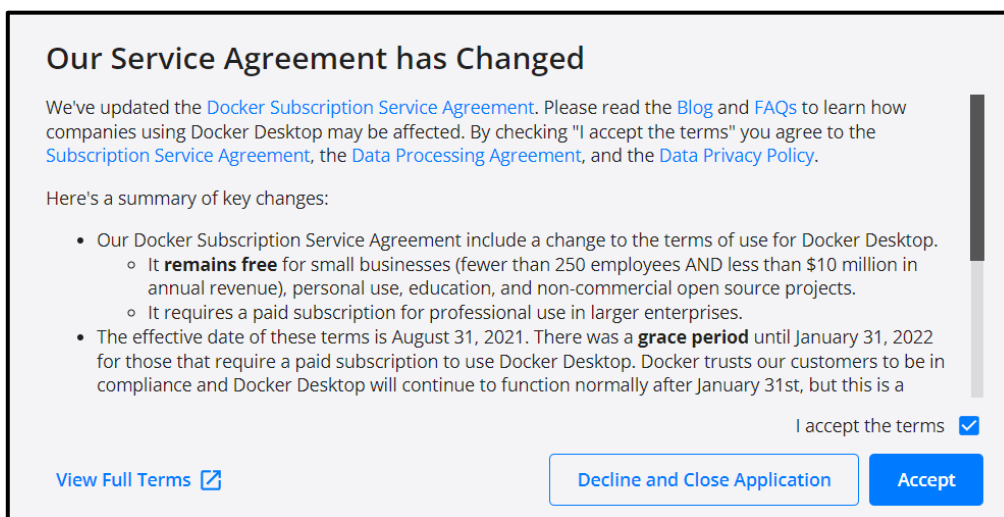 Our Service Agreement has Changed
We've updated the Docker Subscription Service Agreement. Please read the Blog and FAQs to learn how
companies using Docker Desktop may be affected. By checking "I accept the terms" you agree to the
Subscription Service Agreement, the Data Processing Agreement, and the Data Privacy Policy.
Here's a summary of key changes:
• Our Docker Subscription Service Agreement include a change to the terms of use for Docker Desktop.
◦ It remains free for small businesses (fewer than 250 employees AND less than $10 million in
annual revenue), personal use, education, and non-commercial open source projects.
◦ It requires a paid subscription for professional use in larger enterprises.
• The effective date of these terms is August 31, 2021. There was a grace period until January 31, 2022
for those that require a paid subscription to use Docker Desktop. Docker trusts our customers to be in
compliance and Docker Desktop will continue to function normally after January 31st, but this is a
I accept the terms
View Full Terms
Decline and Close Application
Accept